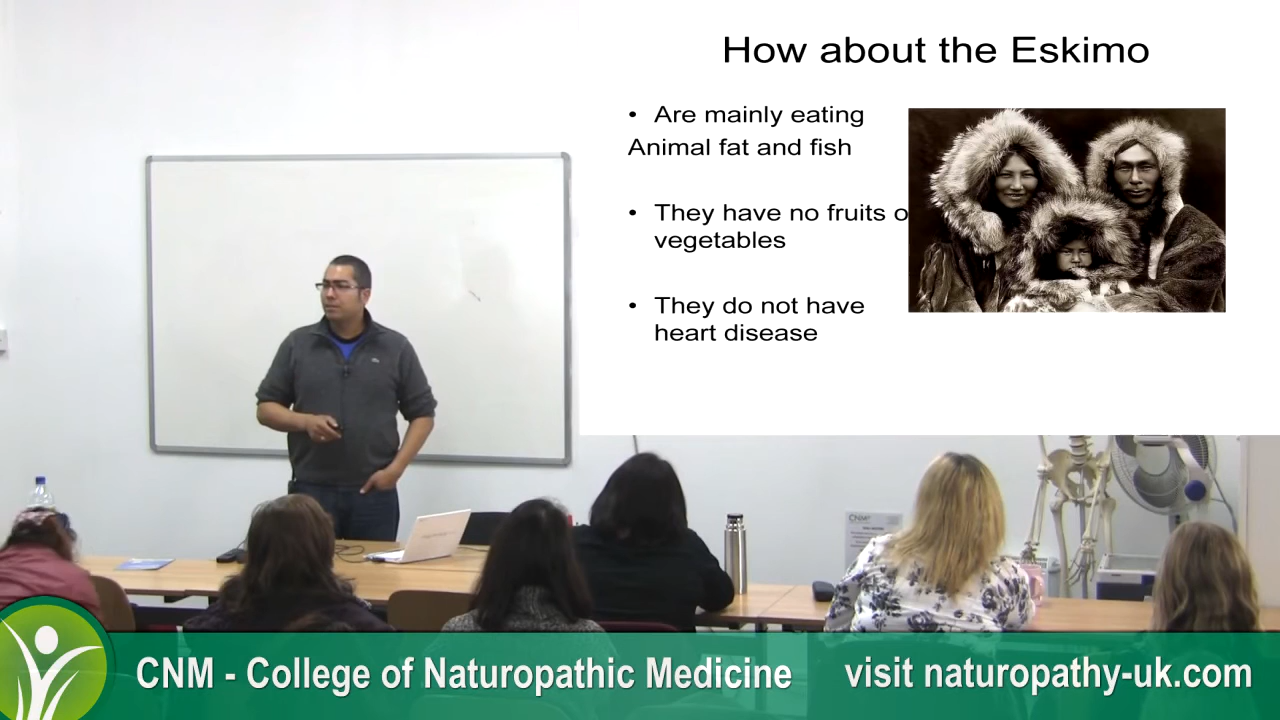 How about the Eskimo
• Are mainly eating
Animal fat and fish
• They have no fruits o
vegetables
• They do not have
heart disease
CNM
CNM - College of Naturopathic Medicine
visit naturopathy-uk.com